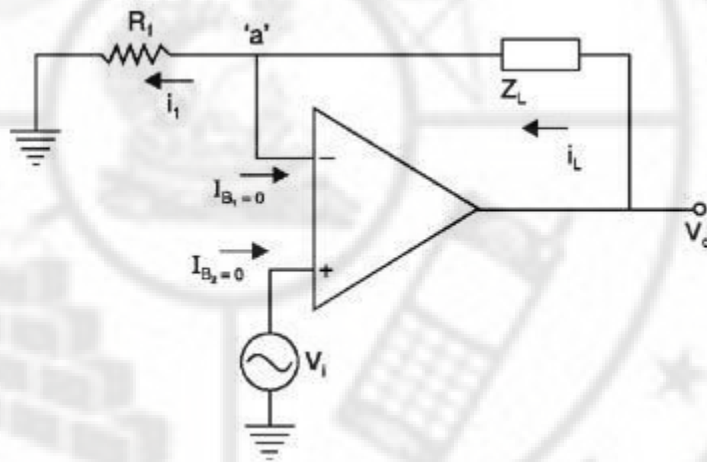 R₁
'a'
i₁
Z_L
i_L
I_B₁ = 0
−
I_B₂ = 0
+
V_i
V_o